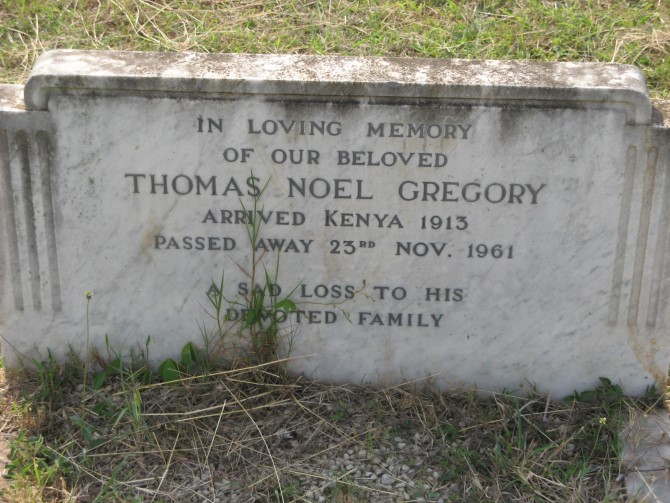 IN LOVING MEMORY
OF OUR BELOVED
THOMAS NOEL GREGORY
ARRIVED KENYA 1913
PASSED AWAY 23RD NOV. 1961
A SAD LOSS TO HIS
DEVOTED FAMILY